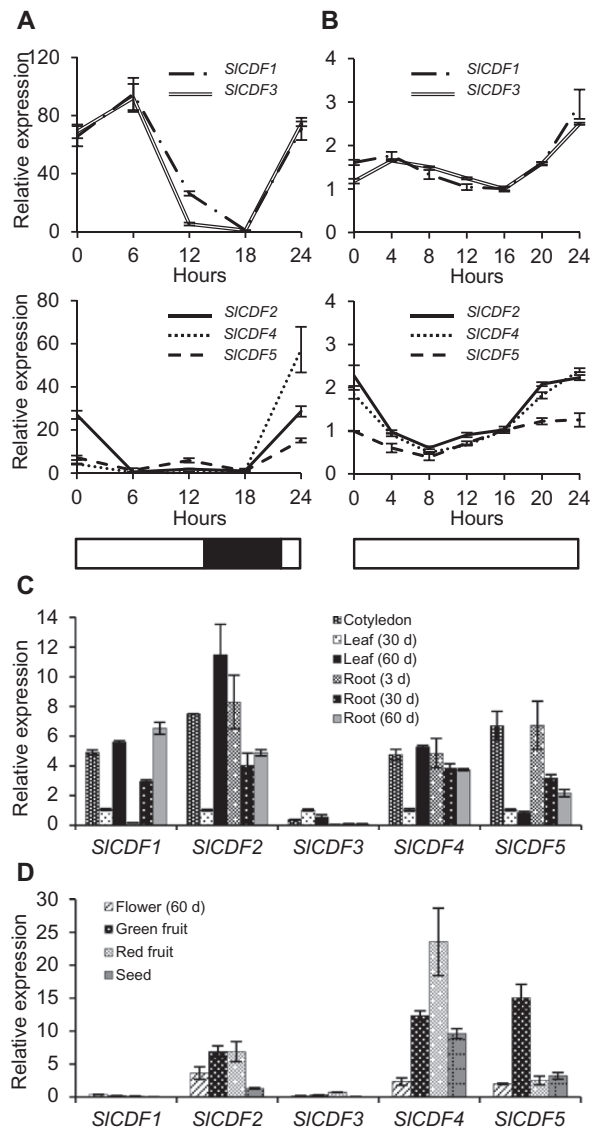 A
Relative expression
120
80
40
0
SlCDF1
SlCDF3
0 6 12 18 24
Hours
B
4
3
2
1
0
SlCDF1
SlCDF3
0 4 8 12 16 20 24
Hours
Relative expression
80
60
40
20
0
SlCDF2
SlCDF4
SlCDF5
0 6 12 18 24
Hours
4
3
2
1
0
SlCDF2
SlCDF4
SlCDF5
0 4 8 12 16 20 24
Hours
C
Relative expression
14
12
10
8
6
4
2
0
Cotyledon
Leaf (30 d)
Leaf (60 d)
Root (3 d)
Root (30 d)
Root (60 d)
SlCDF1 SlCDF2 SlCDF3 SlCDF4 SlCDF5
D
Relative expression
30
25
20
15
10
5
0
Flower (60 d)
Green fruit
Red fruit
Seed
SlCDF1 SlCDF2 SlCDF3 SlCDF4 SlCDF5